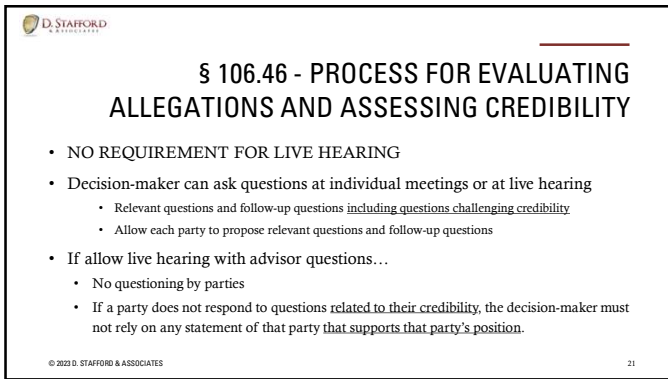 D. STAFFORD
& ASSOCIATES
§ 106.46 - PROCESS FOR EVALUATING
ALLEGATIONS AND ASSESSING CREDIBILITY
• NO REQUIREMENT FOR LIVE HEARING
• Decision-maker can ask questions at individual meetings or at live hearing
• Relevant questions and follow-up questions including questions challenging credibility
• Allow each party to propose relevant questions and follow-up questions
• If allow live hearing with advisor questions…
• No questioning by parties
• If a party does not respond to questions related to their credibility, the decision-maker must
not rely on any statement of that party that supports that party’s position.
© 2023 D. STAFFORD & ASSOCIATES
21